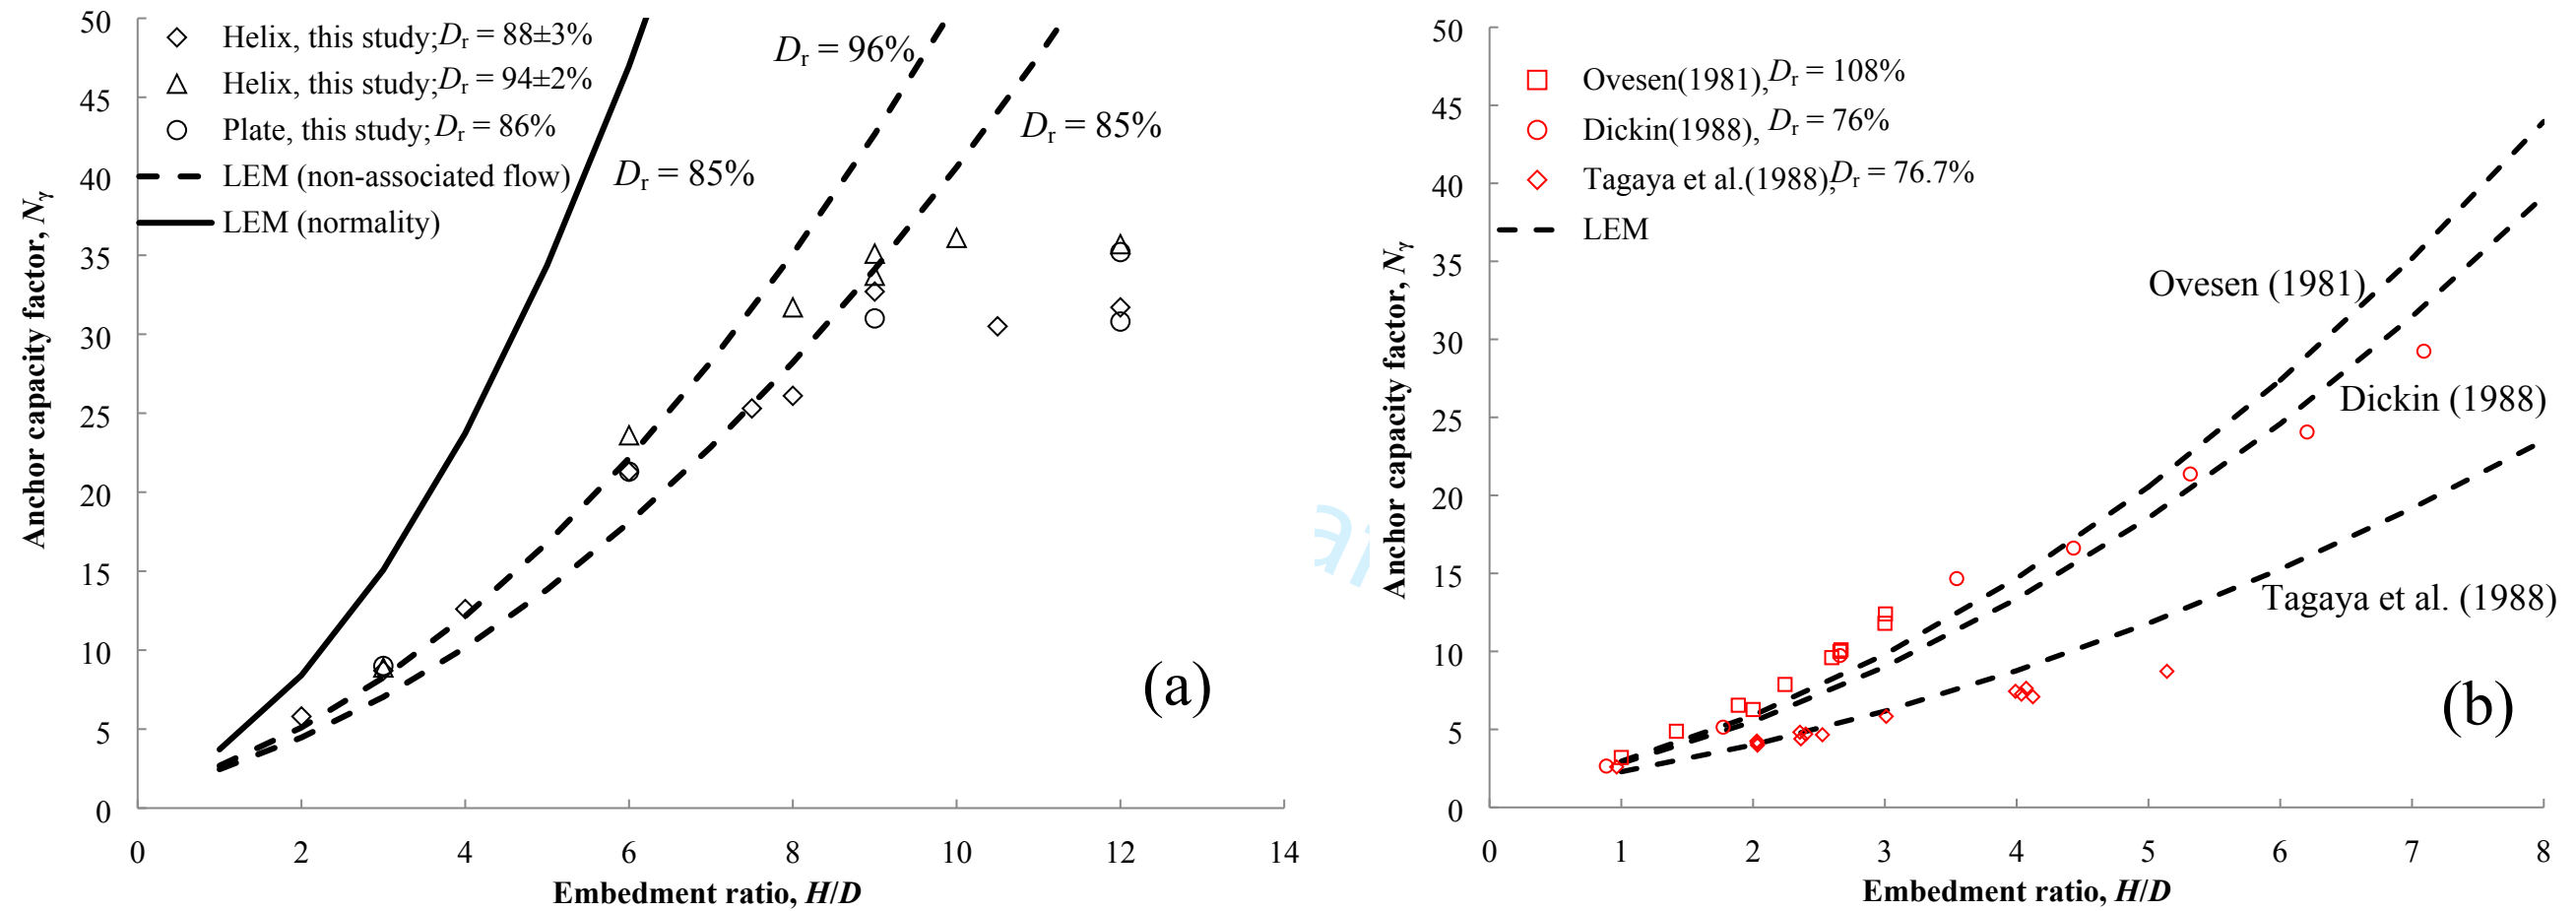 50
45
40
35
30
25
20
15
10
5
0
Anchor capacity factor, Nγ
Helix, this study;Dr = 88±3%
Helix, this study;Dr = 94±2%
Plate, this study;Dr = 86%
LEM (non-associated flow)
LEM (normality)
Dr = 96%
Dr = 85%
Dr = 85%
(a)
0 2 4 6 8 10 12 14
Embedment ratio, H/D
50
45
40
35
30
25
20
15
10
5
0
Anchor capacity factor, Nγ
Ovesen(1981),Dr = 108%
Dickin(1988), Dr = 76%
Tagaya et al.(1988),Dr = 76.7%
LEM
Ovesen (1981)
Dickin (1988)
Tagaya et al. (1988)
(b)
0 1 2 3 4 5 6 7 8
Embedment ratio, H/D